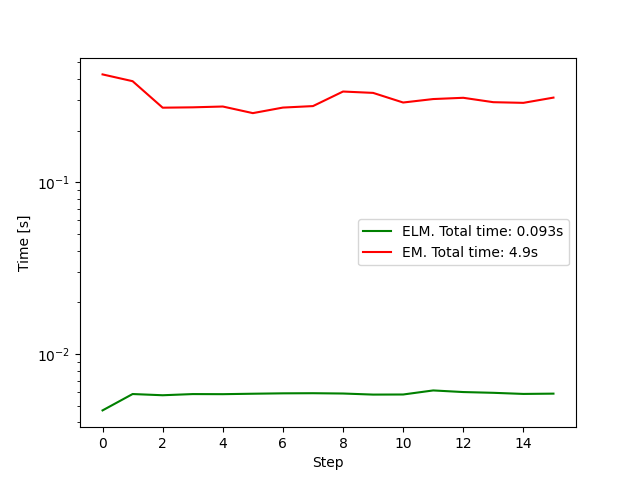 10⁻¹
10⁻²
Time [s]
ELM. Total time: 0.093s
EM. Total time: 4.9s
0 2 4 6 8 10 12 14
Step